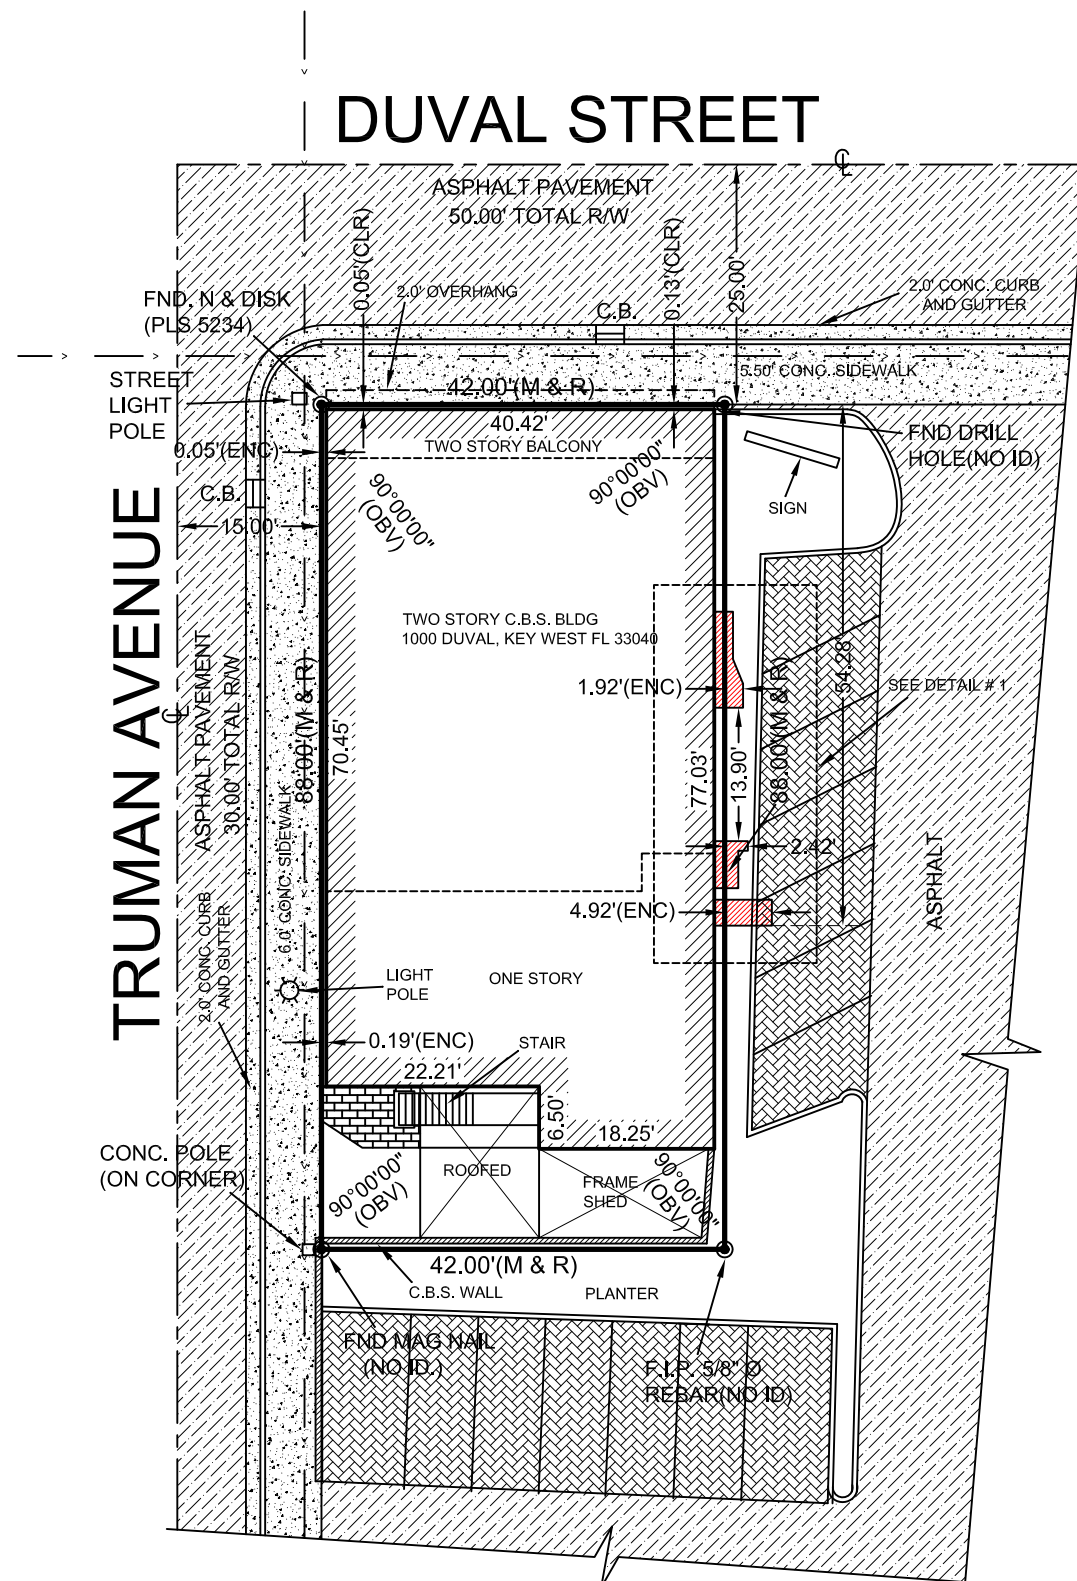 DUVAL STREET
℄
ASPHALT PAVEMENT
50.00' TOTAL R/W
0.05'(CLR)
0.13'(CLR)
25.00'
FND. N & DISK
(PLS 5234)
2.0' OVERHANG
C.B.
2.0' CONC. CURB
AND GUTTER
STREET
LIGHT
POLE
42.00'(M & R)
5.50' CONC. SIDEWALK
40.42'
TWO STORY BALCONY
FND DRILL
HOLE(NO ID)
0.05'(ENC)
90°00'00"
(OBV)
90°00'00"
(OBV)
C.B.
15.00'
SIGN
TRUMAN AVENUE
TWO STORY C.B.S. BLDG
1000 DUVAL, KEY WEST FL 33040
ASPHALT PAVEMENT
30.00' TOTAL R/W
℄
88.00'(M & R)
70.45'
1.92'(ENC)
54.28'
SEE DETAIL # 1
77.03'
13.90'
88.00'(M & R)
2.42'
6.0' CONC. SIDEWALK
2.0' CONC. CURB
AND GUTTER
4.92'(ENC)
ASPHALT
LIGHT
POLE
ONE STORY
0.19'(ENC)
STAIR
22.21'
6.50'
18.25'
CONC. POLE
(ON CORNER)
90°00'00"
(OBV)
ROOFED
FRAME
SHED
90°00'00"
(OBV)
42.00'(M & R)
C.B.S. WALL
PLANTER
FND MAG NAIL
(NO ID.)
F.I.P. 5/8" Ø
REBAR(NO ID)